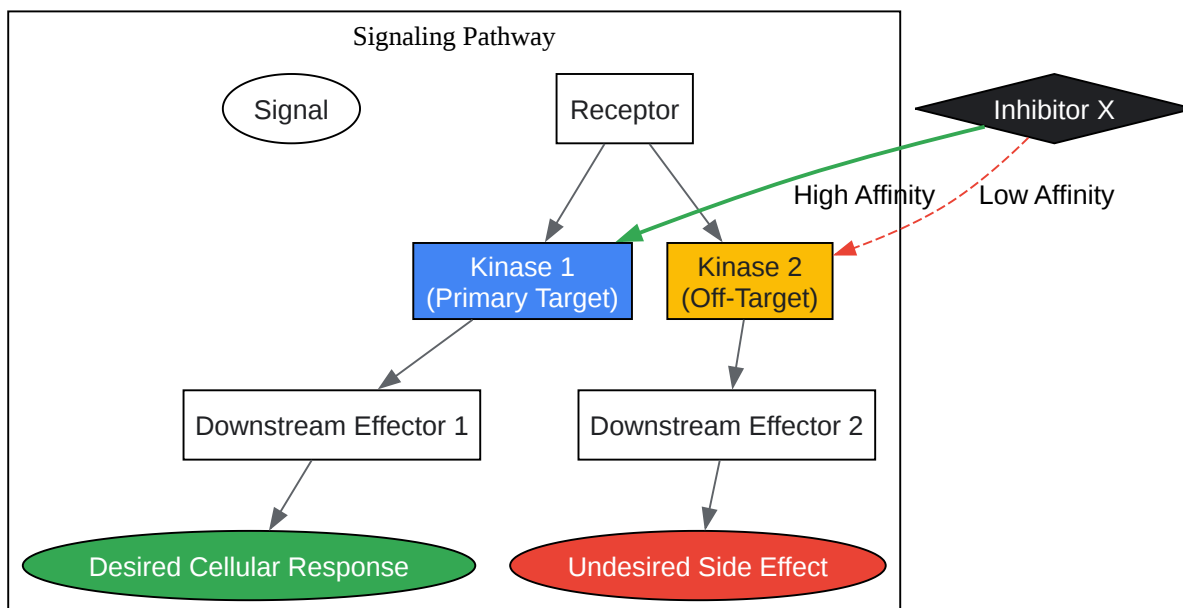 Signaling Pathway
Signal
Receptor
Inhibitor X
High Affinity
Low Affinity
Kinase 1
(Primary Target)
Kinase 2
(Off-Target)
Downstream Effector 1
Downstream Effector 2
Desired Cellular Response
Undesired Side Effect